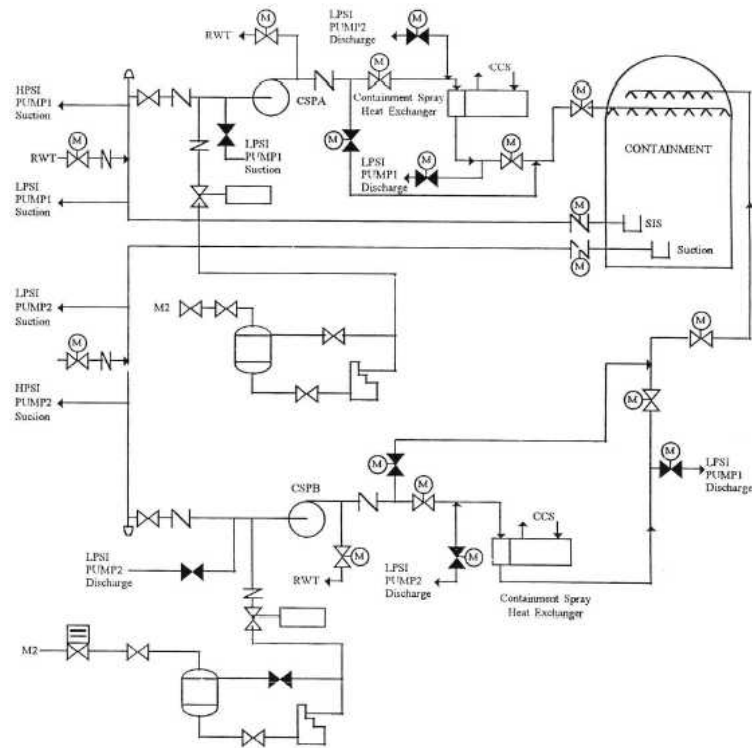 LPSI
PUMP2
Discharge
M
M
RWT
M
CCS
HPSI
PUMP1
Suction
CSPA
Containment Spray
Heat Exchanger
M
M
RWT
M
LPSI
PUMP1
Suction
LPSI
PUMP1
Discharge
M
M
CONTAINMENT
LPSI
PUMP1
Suction
M
SIS
Suction
M
LPSI
PUMP2
Suction
M2
M
M
HPSI
PUMP2
Suction
M
CSPB
M
M
M
LPSI
PUMP1
Discharge
LPSI
PUMP2
Discharge
M
RWT
M
LPSI
PUMP2
Discharge
CCS
Containment Spray
Heat Exchanger
M2